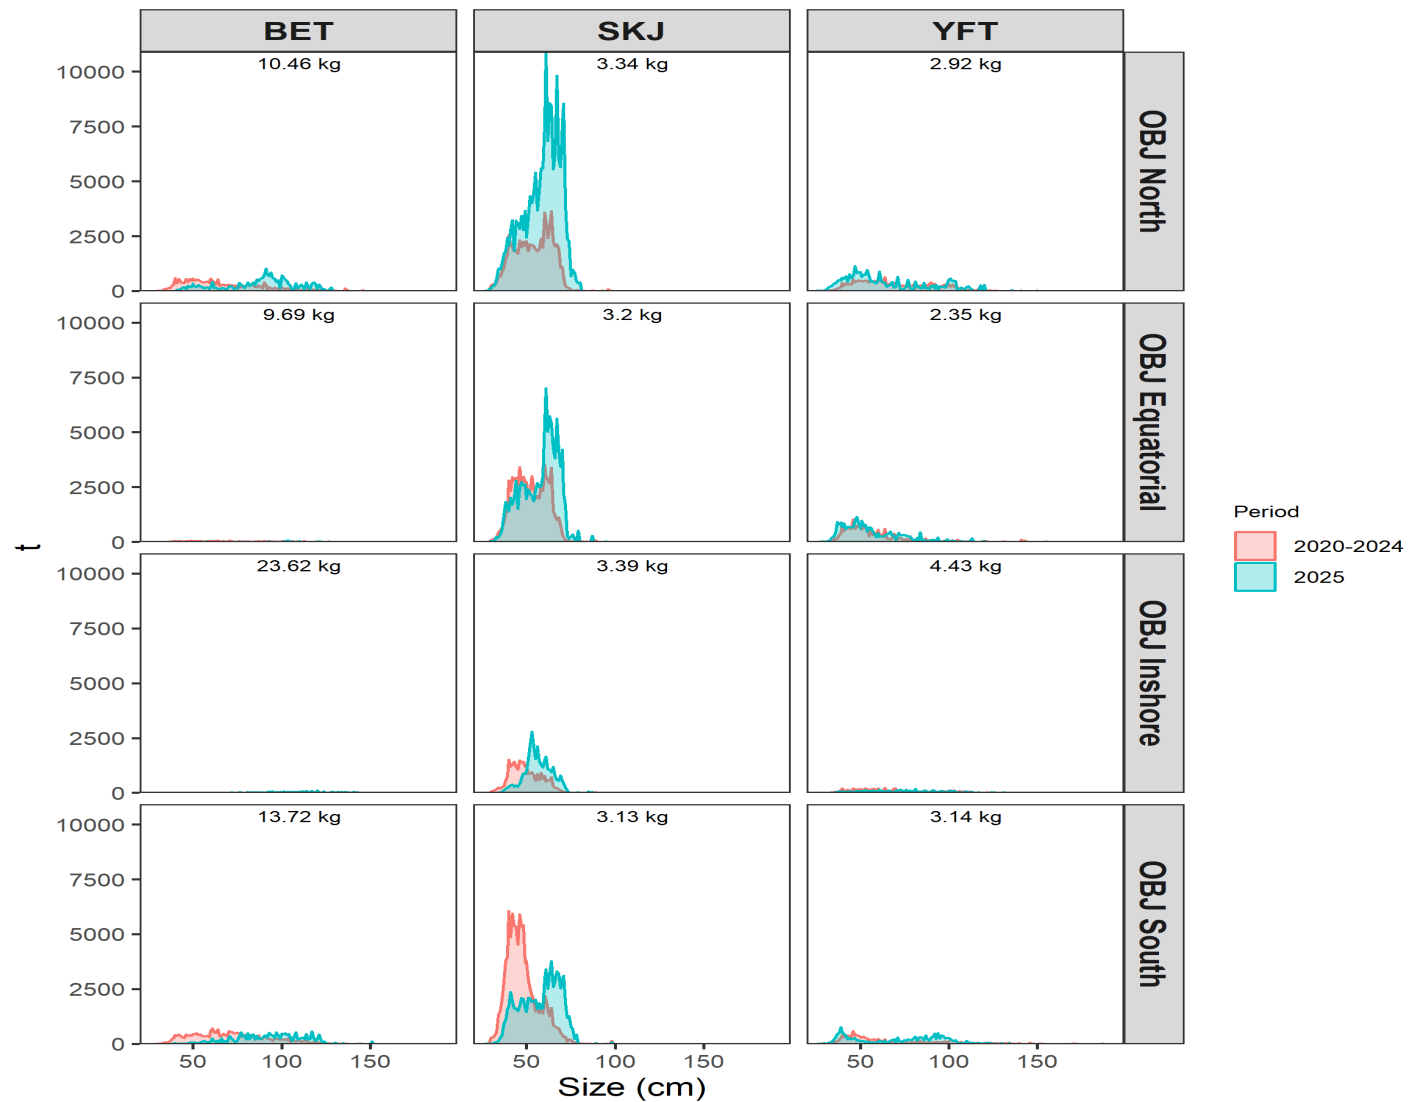 BET SKJ YFT
10000 10.46 kg 3.34 kg 2.92 kg
7500
5000
2500
0
OBJ North
10000 9.69 kg 3.2 kg 2.35 kg
7500
5000
2500
0
OBJ Equatorial
10000 23.62 kg 3.39 kg 4.43 kg
7500
5000
2500
0
OBJ Inshore
10000 13.72 kg 3.13 kg 3.14 kg
7500
5000
2500
0
OBJ South
50 100 150 50 100 150 50 100 150
Size (cm)
t
Period
2020-2024
2025